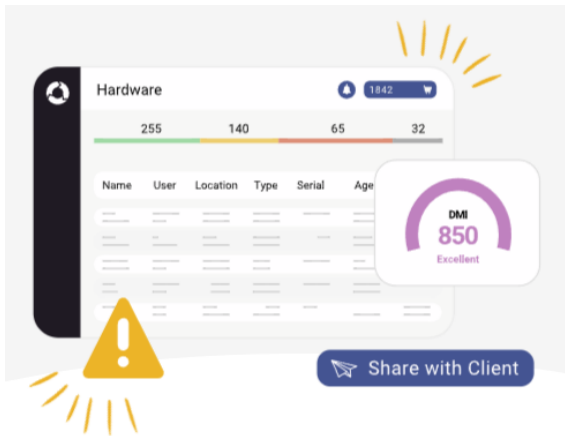 Hardware 1842
255 140 65 32
Name User Location Type Serial Age
DMI
850
Excellent
Share with Client